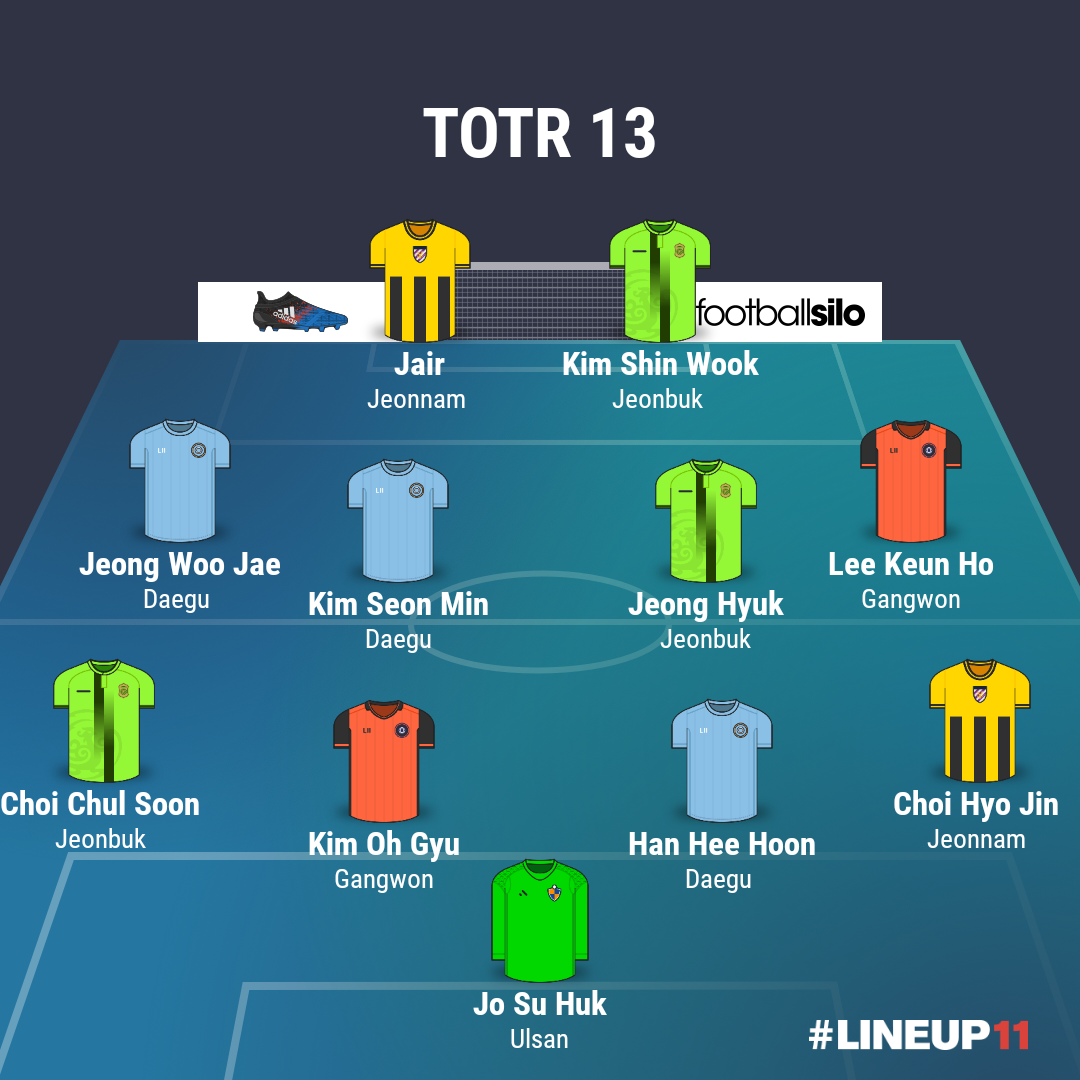 TOTR 13
adidas
footballsilo
Jair
Jeonnam
Kim Shin Wook
Jeonbuk
Jeong Woo Jae
Daegu
Kim Seon Min
Daegu
Jeong Hyuk
Jeonbuk
Lee Keun Ho
Gangwon
Choi Chul Soon
Jeonbuk
Kim Oh Gyu
Gangwon
Han Hee Hoon
Daegu
Choi Hyo Jin
Jeonnam
Jo Su Huk
Ulsan
#LINEUP11